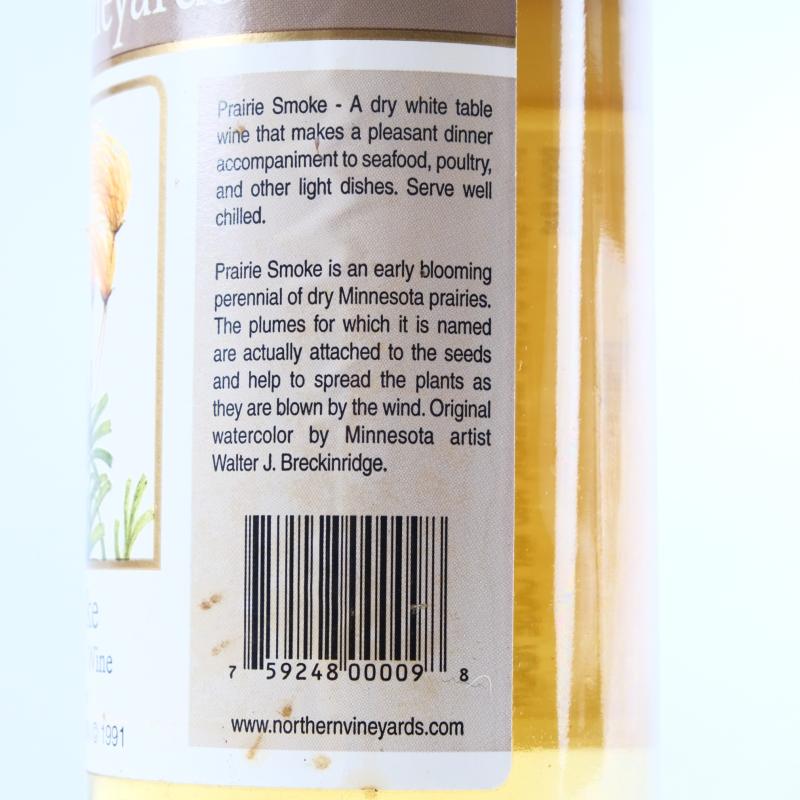 Prairie Smoke - A dry white table
wine that makes a pleasant dinner
accompaniment to seafood, poultry,
and other light dishes. Serve well
chilled.
Prairie Smoke is an early blooming
perennial of dry Minnesota prairies.
The plumes for which it is named
are actually attached to the seeds
and help to spread the plants as
they are blown by the wind. Original
watercolor by Minnesota artist
Walter J. Breckinridge.
7 59248 00009 8
www.northernvineyards.com
Wine
© 1991